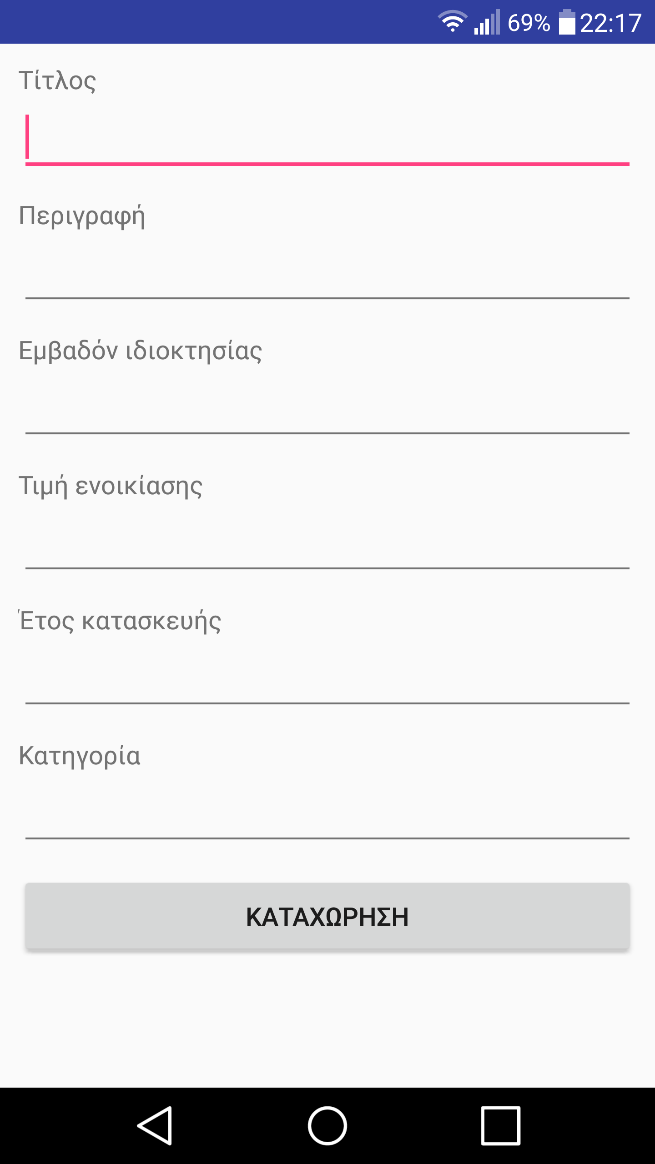 69% 22:17
Τίτλος
Περιγραφή
Εμβαδόν ιδιοκτησίας
Τιμή ενοικίασης
Έτος κατασκευής
Κατηγορία
ΚΑΤΑΧΩΡΗΣΗ